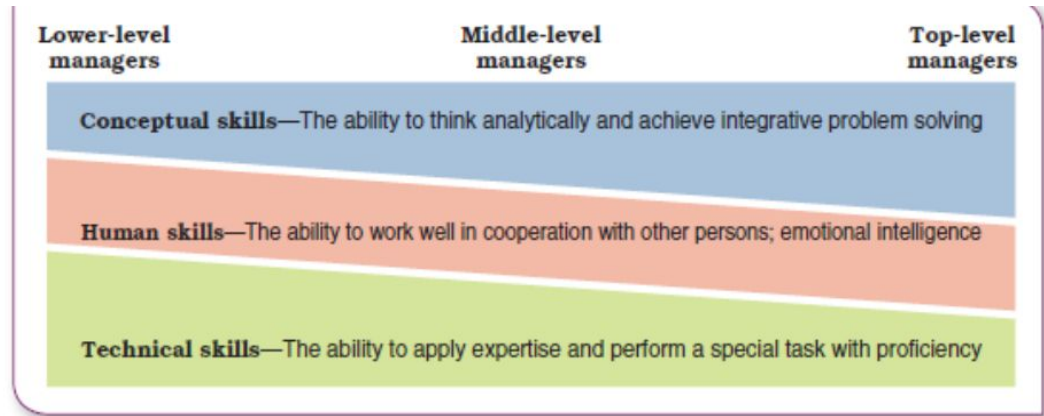 Lower-level managers
Middle-level managers
Top-level managers
Conceptual skills—The ability to think analytically and achieve integrative problem solving
Human skills—The ability to work well in cooperation with other persons; emotional intelligence
Technical skills—The ability to apply expertise and perform a special task with proficiency